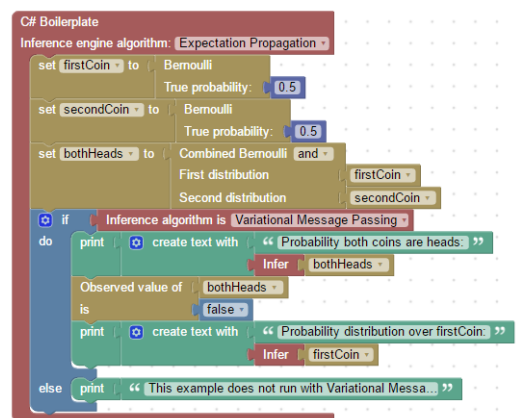 C# Boilerplate
Inference engine algorithm: Expectation Propagation
set firstCoin to Bernoulli
True probability: 0.5
set secondCoin to Bernoulli
True probability: 0.5
set bothHeads to Combined Bernoulli and
First distribution firstCoin
Second distribution secondCoin
if Inference algorithm is Variational Message Passing
do print create text with “ Probability both coins are heads: ”
Infer bothHeads
Observed value of bothHeads
is false
print create text with “ Probability distribution over firstCoin: ”
Infer firstCoin
else print “ This example does not run with Variational Messa... ”